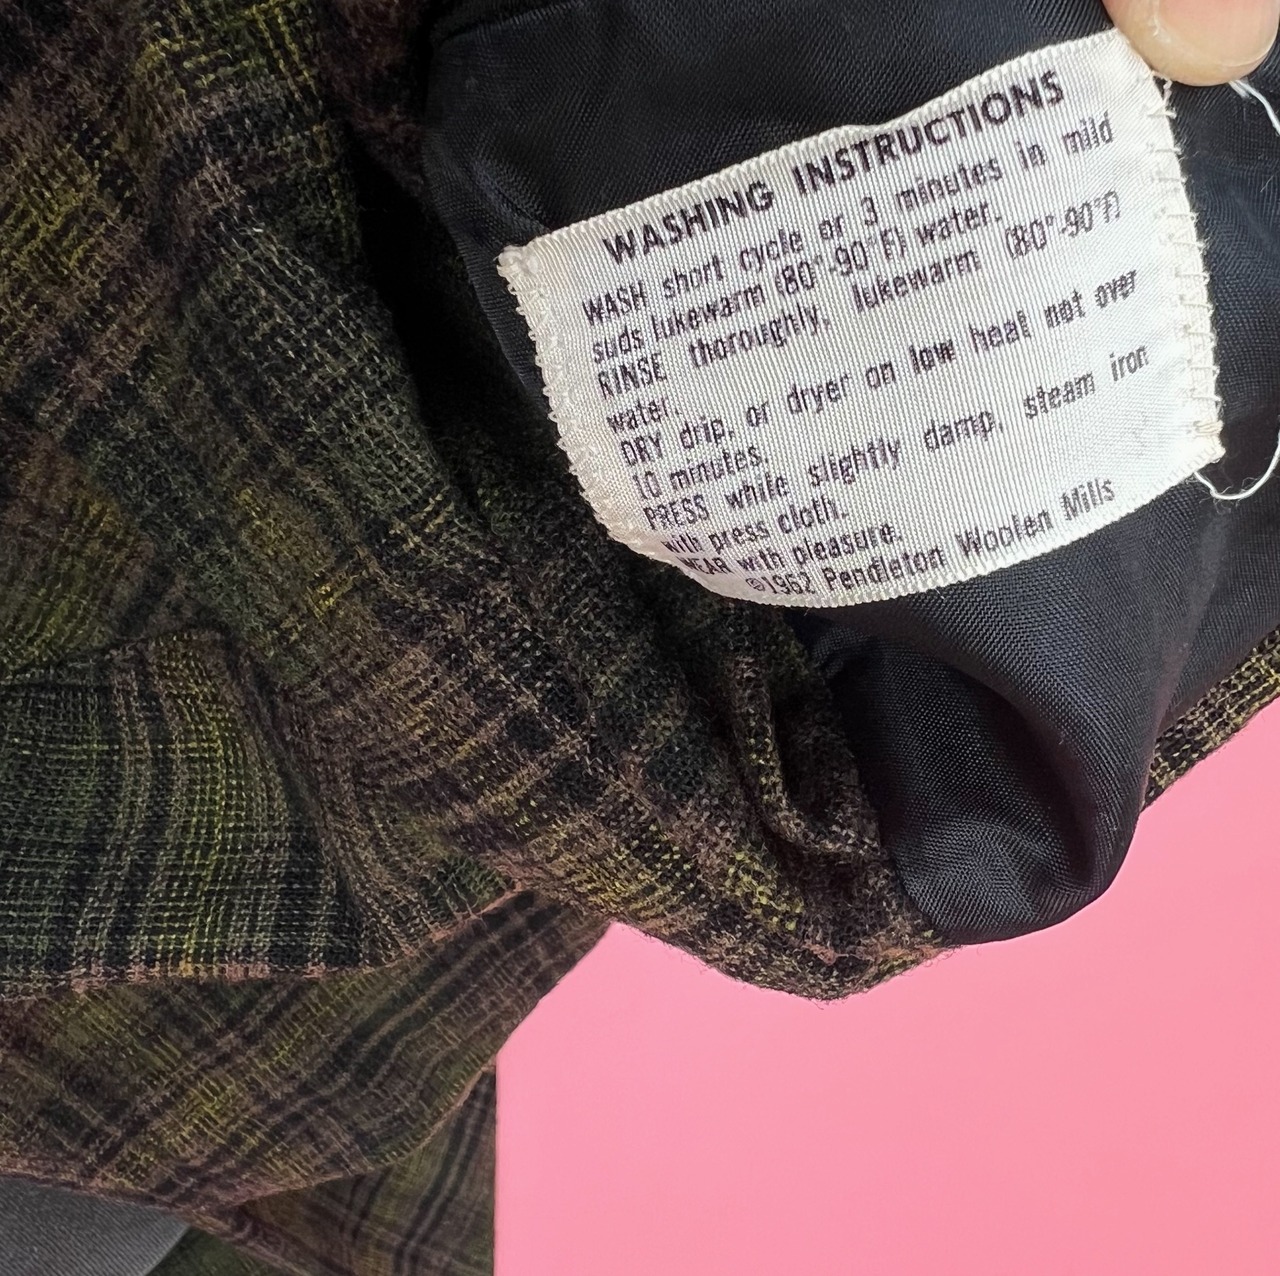 WASHING INSTRUCTIONS
WASH short cycle or 3 minutes in mild
suds lukewarm (80°-90°F) water.
RINSE thoroughly, lukewarm (80°-90°F)
water.
DRY drip, or dryer on low heat not over
10 minutes.
PRESS while slightly damp, steam iron
with press cloth.
WEAR with pleasure.
©1962 Pendleton Woolen Mills